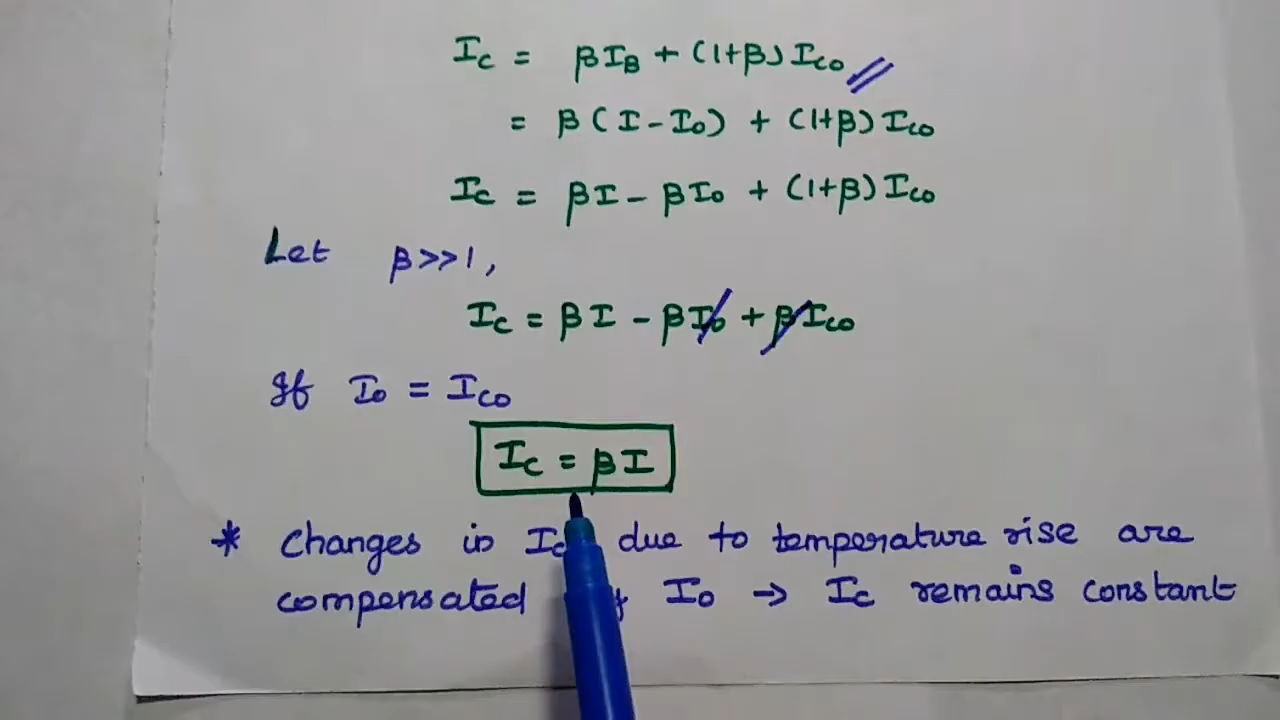 Ic = βIB + (1+β)Ico
= β(I - Io) + (1+β)Ico
Ic = βI - βIo + (1+β)Ico
Let β>>1,
Ic = βI - βIo + βIco
If Io = Ico
Ic = βI
* Changes in due to temperature rise are
compensated Io → Ic remains constant